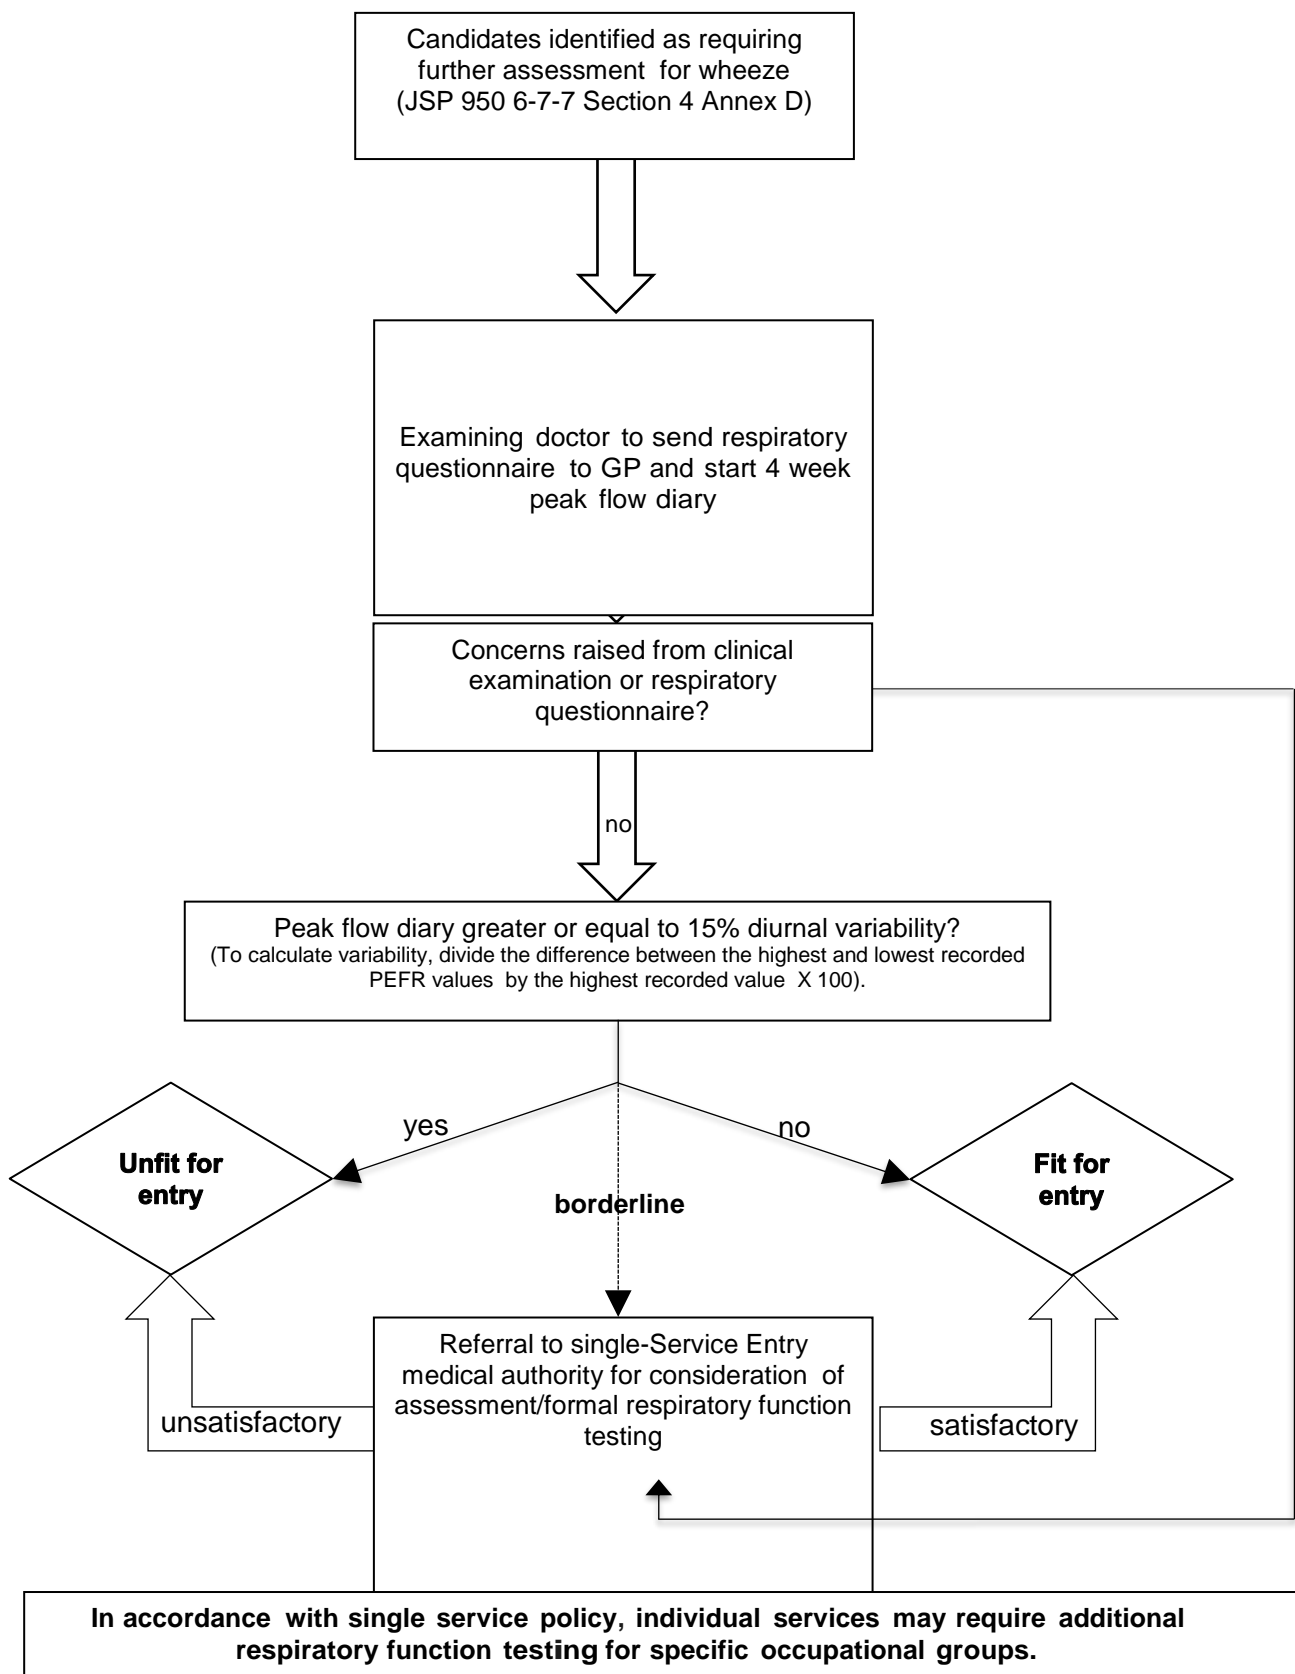 Candidates identified as requiring
further assessment for wheeze
(JSP 950 6-7-7 Section 4 Annex D)
Examining doctor to send respiratory
questionnaire to GP and start 4 week
peak flow diary
Concerns raised from clinical
examination or respiratory
questionnaire?
no
Peak flow diary greater or equal to 15% diurnal variability?
(To calculate variability, divide the difference between the highest and lowest recorded
PEFR values by the highest recorded value X 100).
yes
no
Unfit for
entry
borderline
Fit for
entry
Referral to single-Service Entry
medical authority for consideration of
assessment/formal respiratory function
testing
unsatisfactory
satisfactory
In accordance with single service policy, individual services may require additional
respiratory function testing for specific occupational groups.